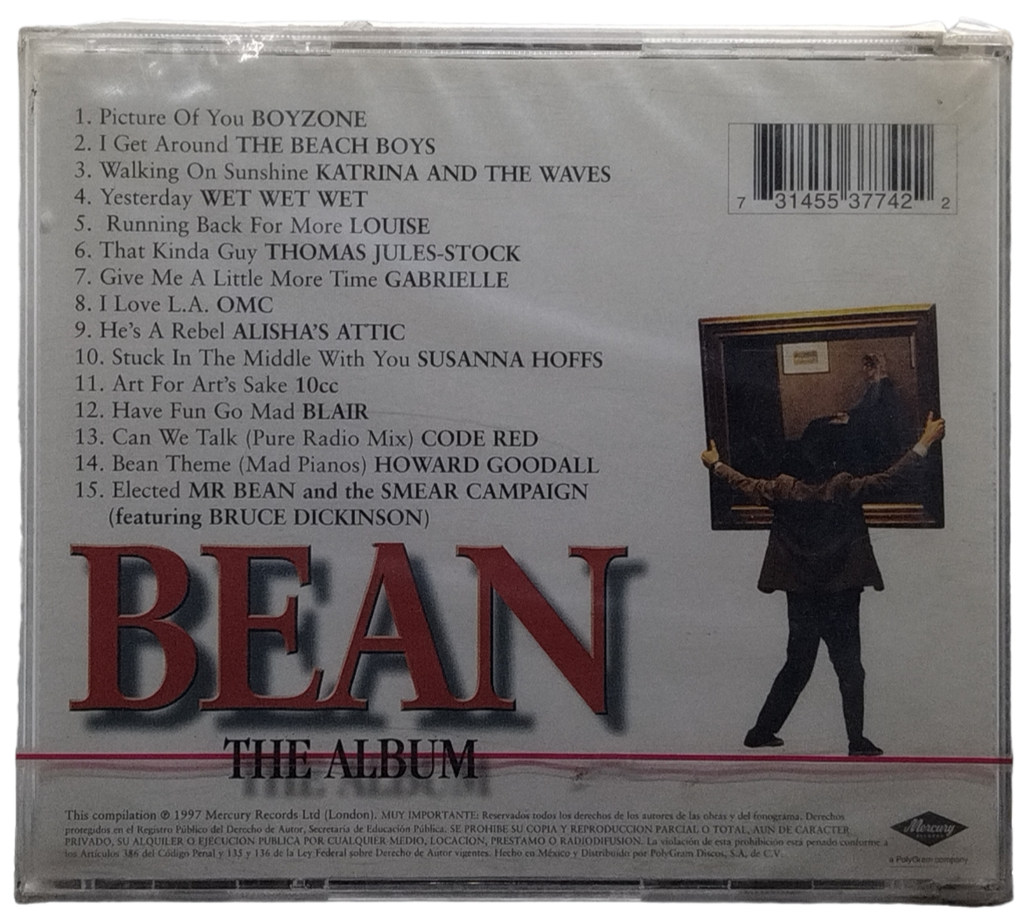 1. Picture Of You BOYZONE
2. I Get Around THE BEACH BOYS
3. Walking On Sunshine KATRINA AND THE WAVES
4. Yesterday WET WET WET
5. Running Back For More LOUISE
6. That Kinda Guy THOMAS JULES-STOCK
7. Give Me A Little More Time GABRIELLE
8. I Love L.A. OMC
9. He's A Rebel ALISHA'S ATTIC
10. Stuck In The Middle With You SUSANNA HOFFS
11. Art For Art's Sake 10cc
12. Have Fun Go Mad BLAIR
13. Can We Talk (Pure Radio Mix) CODE RED
14. Bean Theme (Mad Pianos) HOWARD GOODALL
15. Elected MR BEAN and the SMEAR CAMPAIGN
(featuring BRUCE DICKINSON)
7 31455 37742 2
BEAN
THE ALBUM
This compilation ℗ 1997 Mercury Records Ltd (London). MUY IMPORTANTE: Reservados todos los derechos de los autores de las obras y del fonograma. Derechos
protegidos en el Registro Público del Derecho de Autor, Secretaría de Educación Pública. SE PROHIBE SU COPIA Y REPRODUCCION PARCIAL O TOTAL, AUN DE CARACTER
PRIVADO, SU ALQUILER O EJECUCION PUBLICA POR CUALQUIER MEDIO, LOCACION, PRESTAMO O RADIODIFUSION. La violación de esta prohibición está penado conforme a
los Artículos 386 del Código Penal y 135 y 136 de la Ley Federal sobre Derecho de Autor vigentes. Hecho en México y Distribuido por PolyGram Discos, S.A. de C.V.
Mercury
RECORDS
a PolyGram company